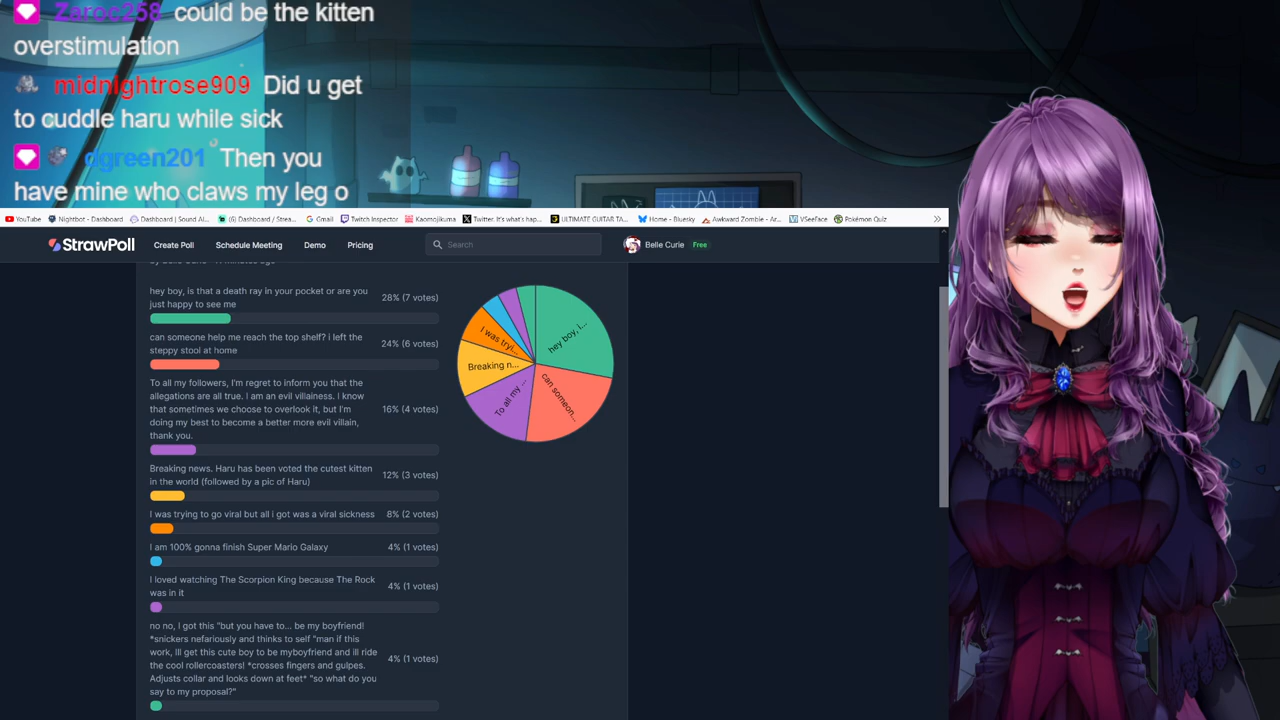 Zaroc258 could be the kitten
overstimulation
midnightrose909 Did u get
to cuddle haru while sick
dgreen201 Then you
have mine who claws my leg o
YouTube Nightbot - Dashboard Dashboard | Sound Al... (6) Dashboard / Strea... Gmail Twitch Inspector Kaomojikuma Twitter. It's what's hap... ULTIMATE GUITAR TA... Home - Bluesky Awkward Zombie - Ar... VSeeFace Pokémon Quiz
StrawPoll Create Poll Schedule Meeting Demo Pricing Search Belle Curie Free
hey boy, is that a death ray in your pocket or are you
just happy to see me
28% (7 votes)
can someone help me reach the top shelf? i left the
steppy stool at home
24% (6 votes)
To all my followers, I'm regret to inform you that the
allegations are all true. I am an evil villainess. I know
that sometimes we choose to overlook it, but I'm
doing my best to become a better more evil villain,
thank you.
16% (4 votes)
Breaking news. Haru has been voted the cutest kitten
in the world (followed by a pic of Haru)
12% (3 votes)
I was trying to go viral but all i got was a viral sickness 8% (2 votes)
I am 100% gonna finish Super Mario Galaxy 4% (1 votes)
I loved watching The Scorpion King because The Rock
was in it
4% (1 votes)
no no, I got this "but you have to... be my boyfriend!
*snickers nefariously and thinks to self "man if this
work, Ill get this cute boy to be myboyfriend and ill ride
the cool rollercoasters! *crosses fingers and gulpes.
Adjusts collar and looks down at feet* "so what do you
say to my proposal?"
4% (1 votes)
hey boy, i...
can someon...
To all my ...
Breaking n...
I was tryi...